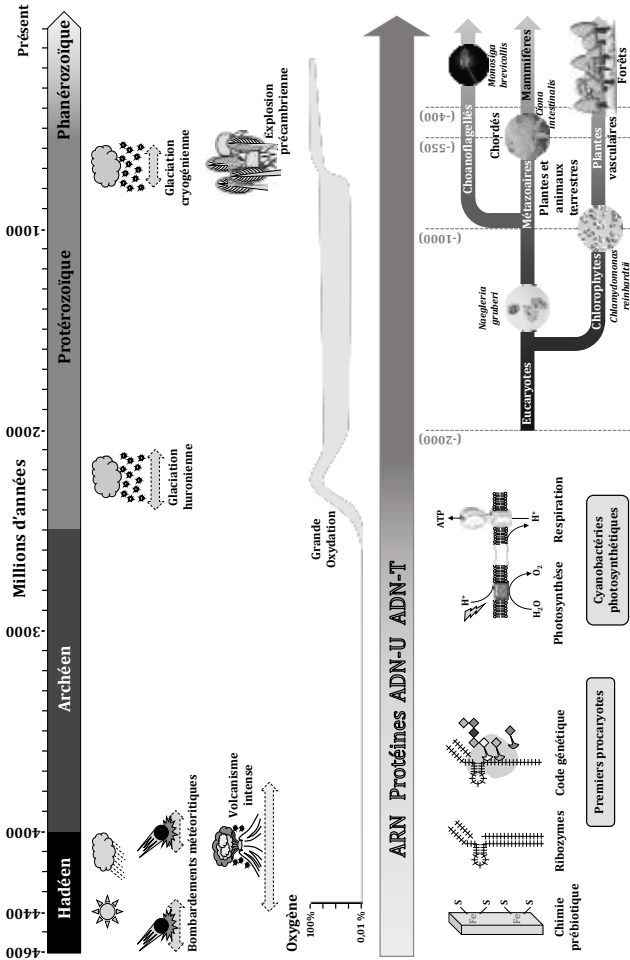 Millions d'années
-4600
-4400
-4000
-3000
-2000
-1000
Présent
Hadéen
Archéen
Protérozoïque
Phanérozoïque
Bombardements météoritiques
Volcanisme
intense
Glaciation
huronienne
Glaciation
cryogénienne
Explosion
précambrienne
Oxygène
100%
0,01 %
Grande
Oxydation
ARN Protéines ADN-U ADN-T
Fe
Fe
S
S
S
S
Chimie
prébiotique
Ribozymes
Code génétique
Premiers procaryotes
H⁺
H₂O
O₂
Photosynthèse
ATP
H⁺
Respiration
Cyanobactéries
photosynthétiques
(-2000)
(-1000)
(-550)
(-400)
Eucaryotes
Naegleria
gruberi
Métazoaires
Choanoflagellés
Monosiga
brevicollis
Chordés
Ciona
intestinalis
Mammifères
Plantes et
animaux
terrestres
Chlorophytes
Chlamydomonas
reinhardtii
Plantes
vasculaires
Forêts